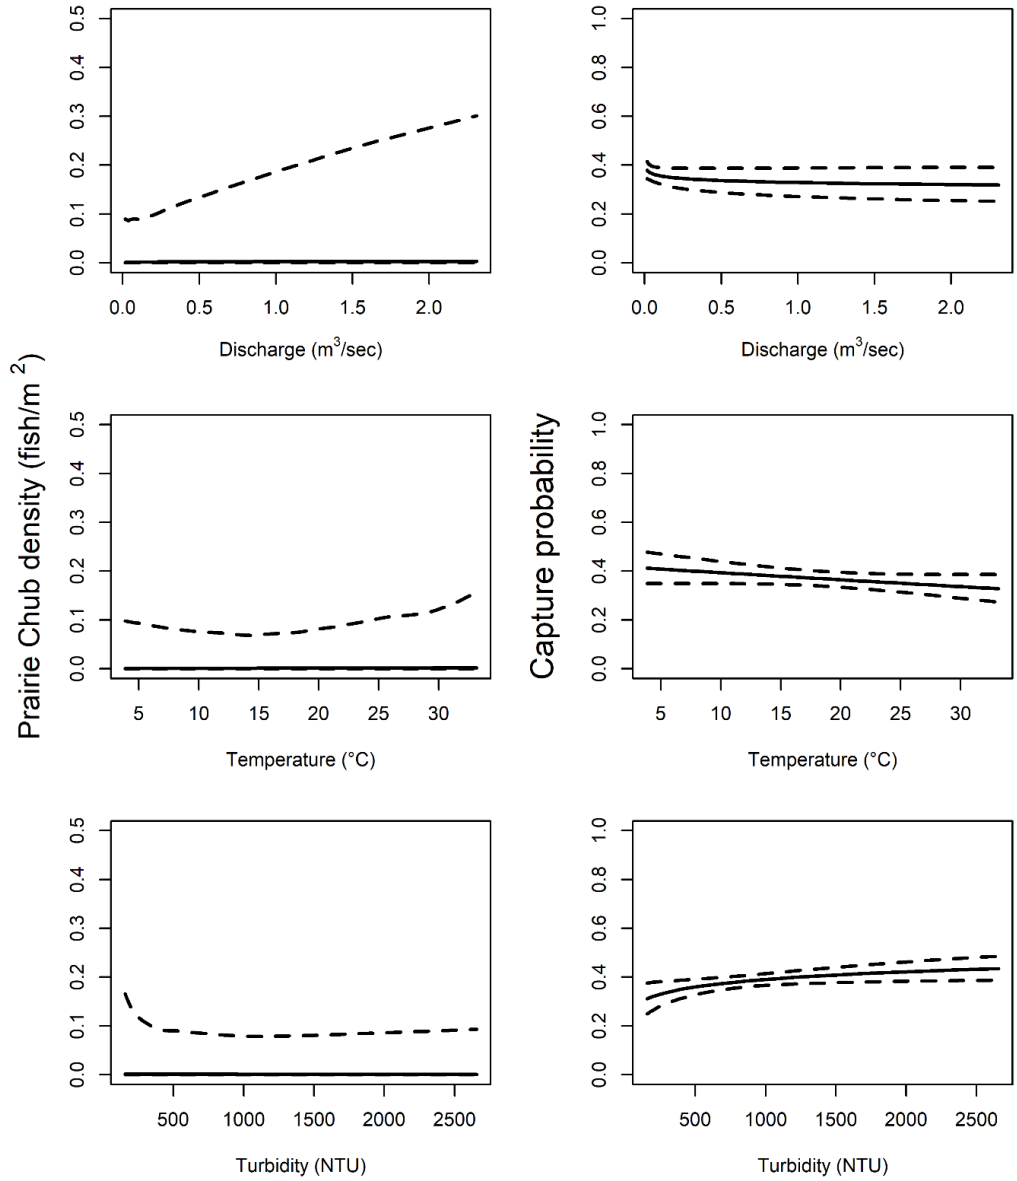 Prairie Chub density (fish/m²)
0.0 0.1 0.2 0.3 0.4 0.5
0.0 0.5 1.0 1.5 2.0
Discharge (m³/sec)
Capture probability
0.0 0.2 0.4 0.6 0.8 1.0
0.0 0.5 1.0 1.5 2.0
Discharge (m³/sec)
0.0 0.1 0.2 0.3 0.4 0.5
5 10 15 20 25 30
Temperature (°C)
0.0 0.2 0.4 0.6 0.8 1.0
5 10 15 20 25 30
Temperature (°C)
0.0 0.1 0.2 0.3 0.4 0.5
500 1000 1500 2000 2500
Turbidity (NTU)
0.0 0.2 0.4 0.6 0.8 1.0
500 1000 1500 2000 2500
Turbidity (NTU)